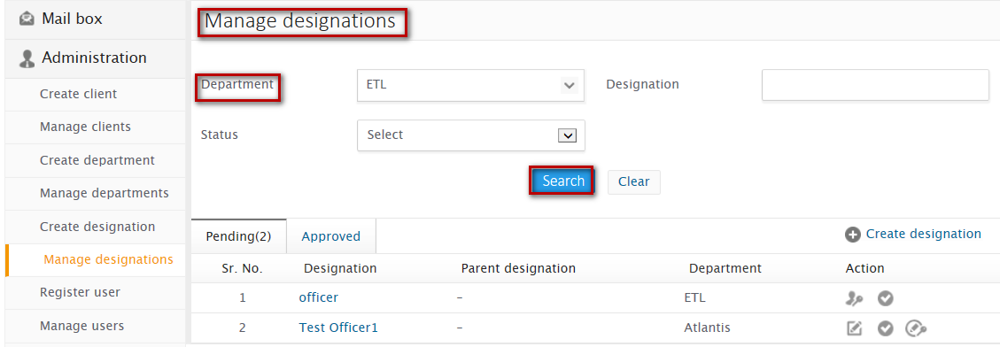 Mail box
Administration
Create client
Manage clients
Create department
Manage departments
Create designation
Manage designations
Register user
Manage users
Manage designations
Department ETL Designation
Status Select
Search Clear
Pending(2) Approved Create designation
Sr. No. Designation Parent designation Department Action
1 officer – ETL
2 Test Officer1 – Atlantis